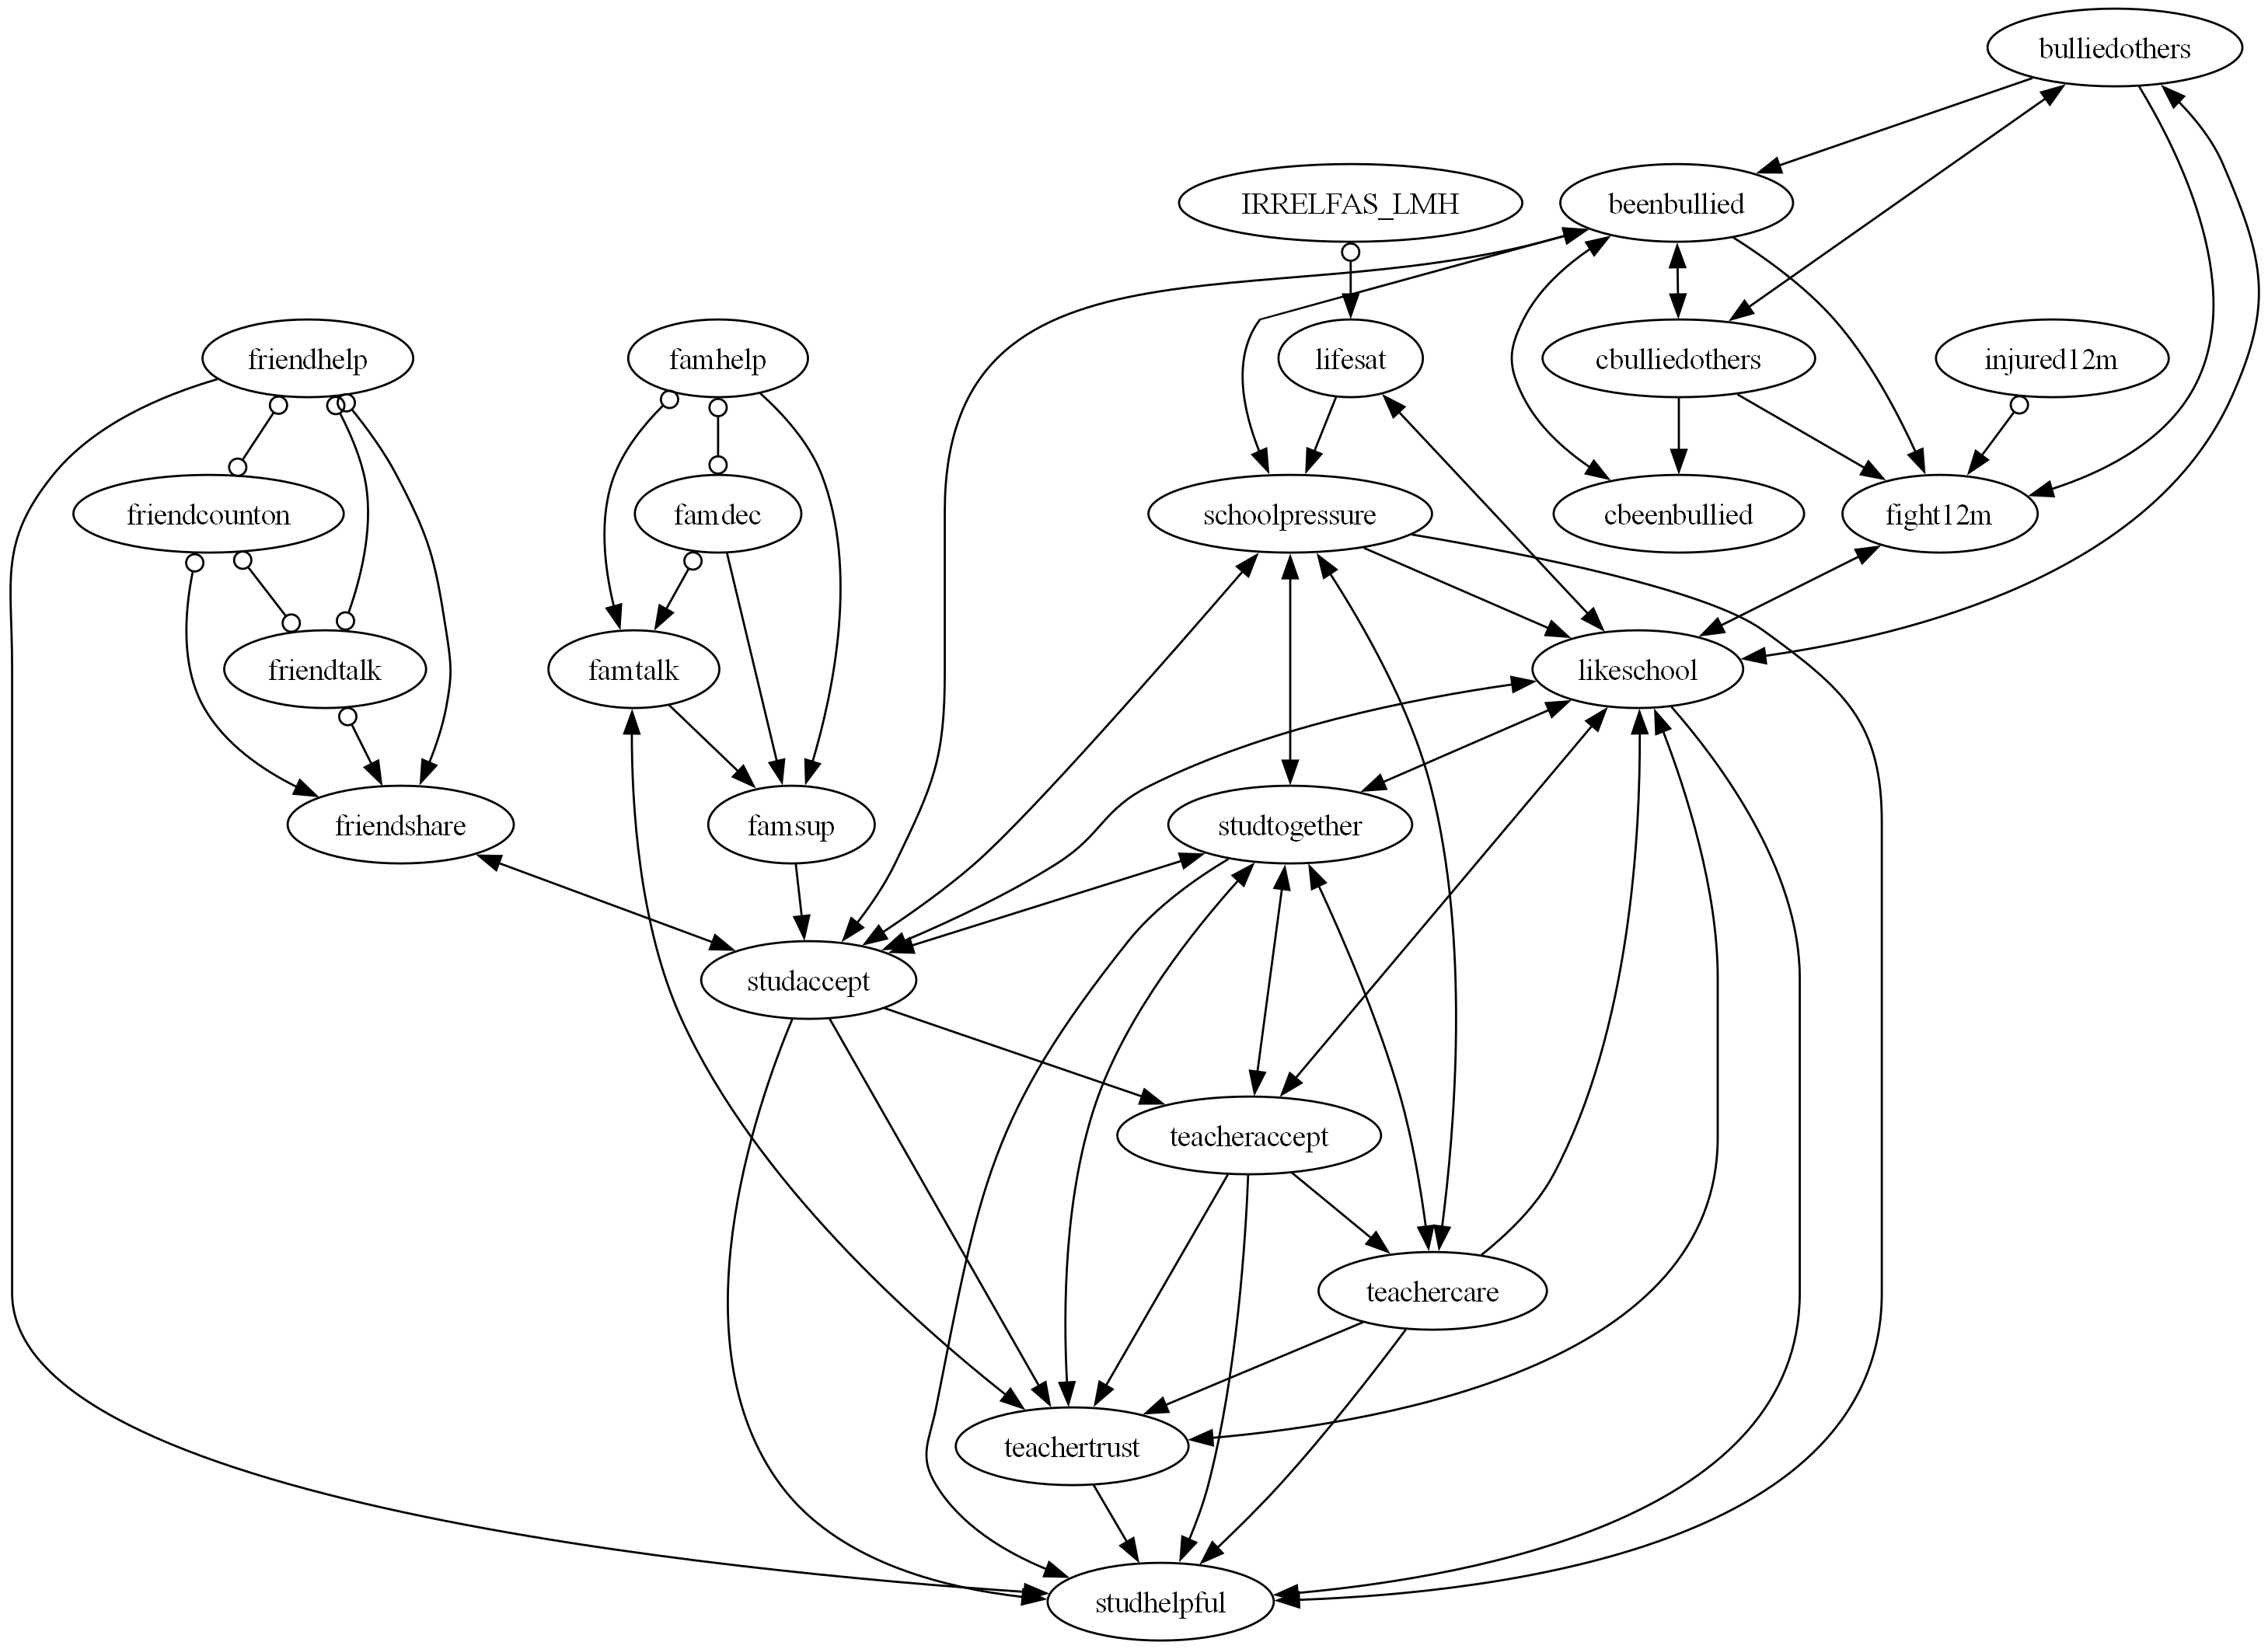 bulliedothers
IRRELFAS_LMH
beenbullied
friendhelp
famhelp
lifesat
cbulliedothers
injured12m
friendcounton
famdec
schoolpressure
cbeenbullied
fight12m
friendtalk
famtalk
likeschool
friendshare
famsup
studtogether
studaccept
teacheraccept
teachercare
teachertrust
studhelpful